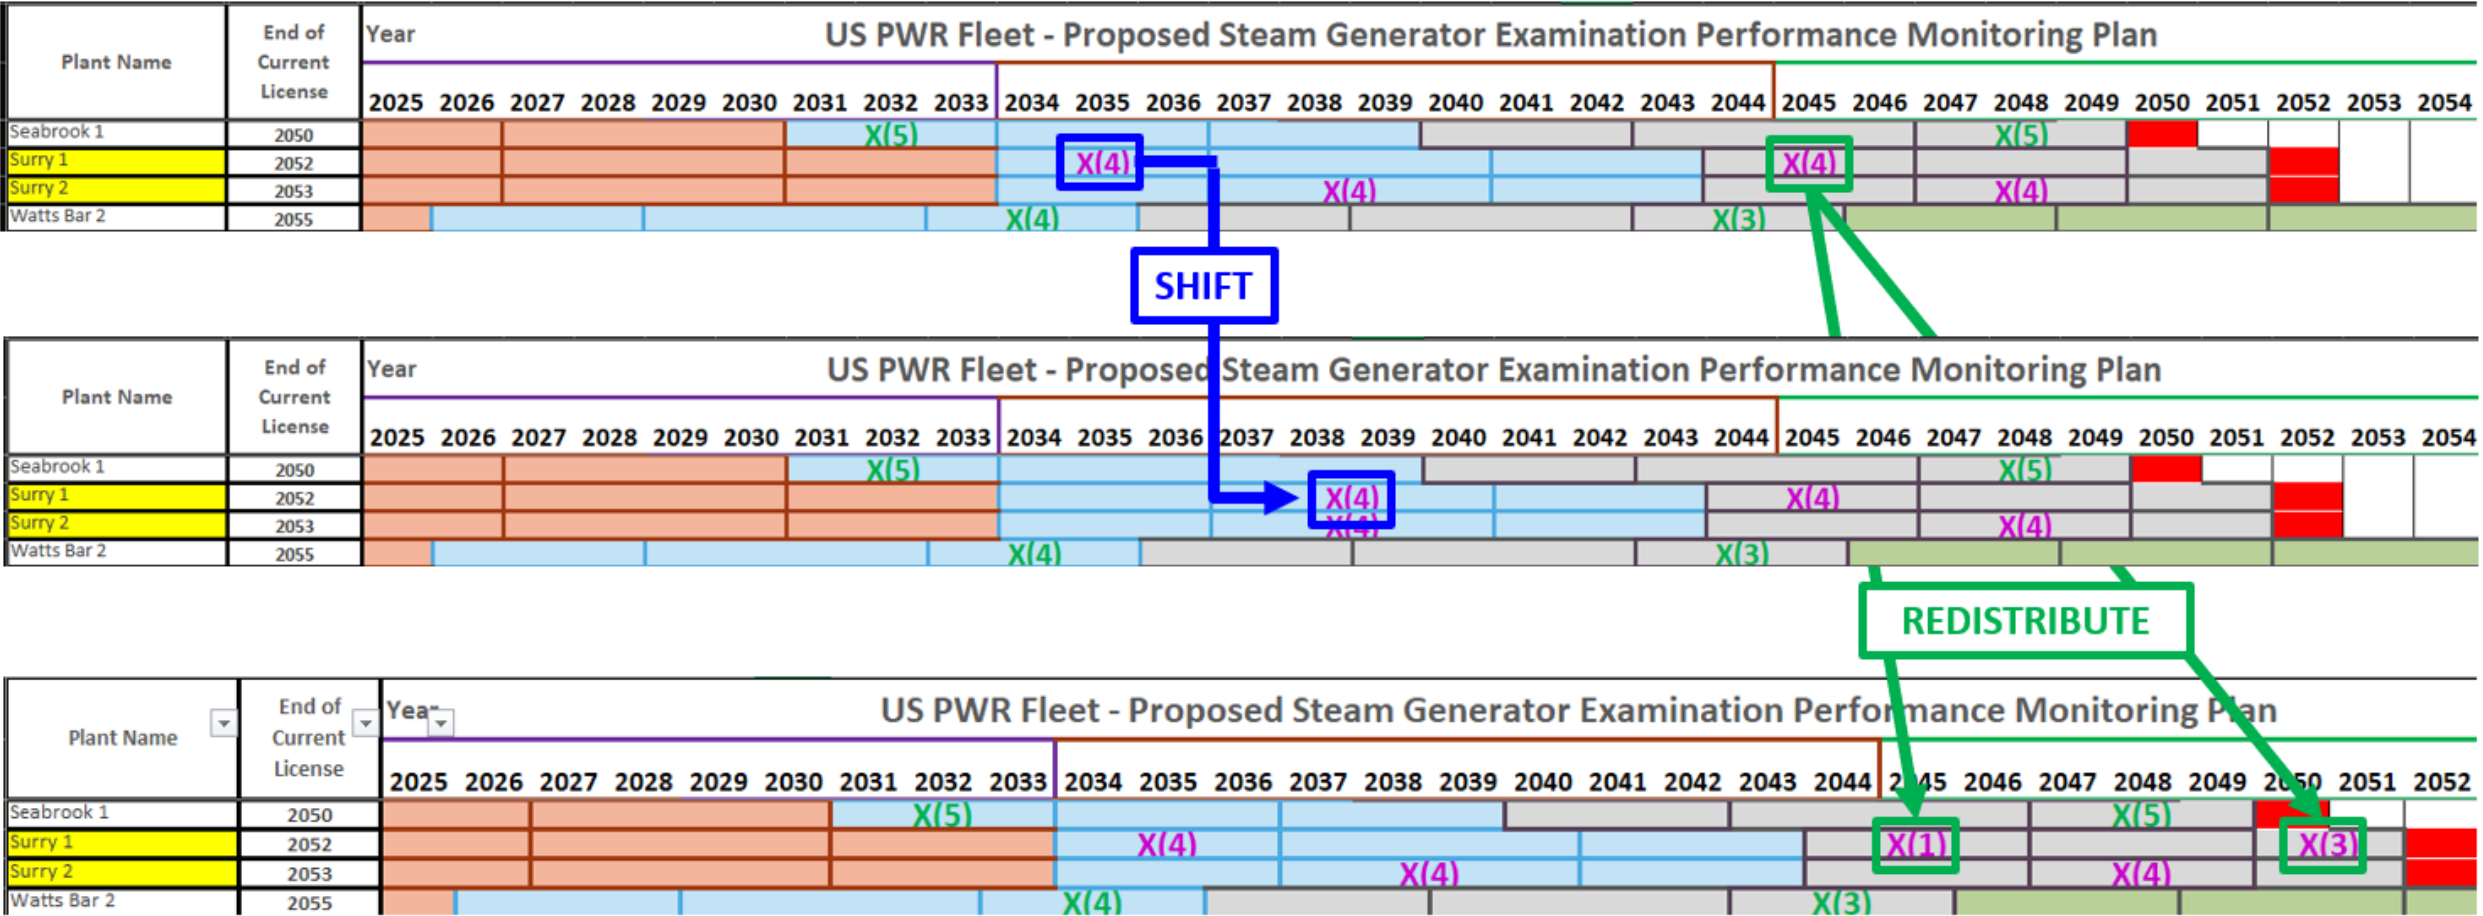 US PWR Fleet - Proposed Steam Generator Examination Performance Monitoring Plan
Plant Name
End of
Current
License
Year
2025 2026 2027 2028 2029 2030 2031 2032 2033 2034 2035 2036 2037 2038 2039 2040 2041 2042 2043 2044 2045 2046 2047 2048 2049 2050 2051 2052 2053 2054
Seabrook 1 2050 X(5) X(5)
Surry 1 2052 X(4) X(4)
Surry 2 2053 X(4) X(4)
Watts Bar 2 2055 X(4) X(3)
SHIFT
US PWR Fleet - Proposed Steam Generator Examination Performance Monitoring Plan
Plant Name
End of
Current
License
Year
2025 2026 2027 2028 2029 2030 2031 2032 2033 2034 2035 2036 2037 2038 2039 2040 2041 2042 2043 2044 2045 2046 2047 2048 2049 2050 2051 2052 2053 2054
Seabrook 1 2050 X(5) X(5)
Surry 1 2052 X(4) X(4)
Surry 2 2053 X(4) X(4)
Watts Bar 2 2055 X(4) X(3)
REDISTRIBUTE
US PWR Fleet - Proposed Steam Generator Examination Performance Monitoring Plan
Plant Name
End of
Current
License
Year
2025 2026 2027 2028 2029 2030 2031 2032 2033 2034 2035 2036 2037 2038 2039 2040 2041 2042 2043 2044 2045 2046 2047 2048 2049 2050 2051 2052
Seabrook 1 2050 X(5) X(5)
Surry 1 2052 X(4) X(1) X(3)
Surry 2 2053 X(4) X(4)
Watts Bar 2 2055 X(4) X(3)